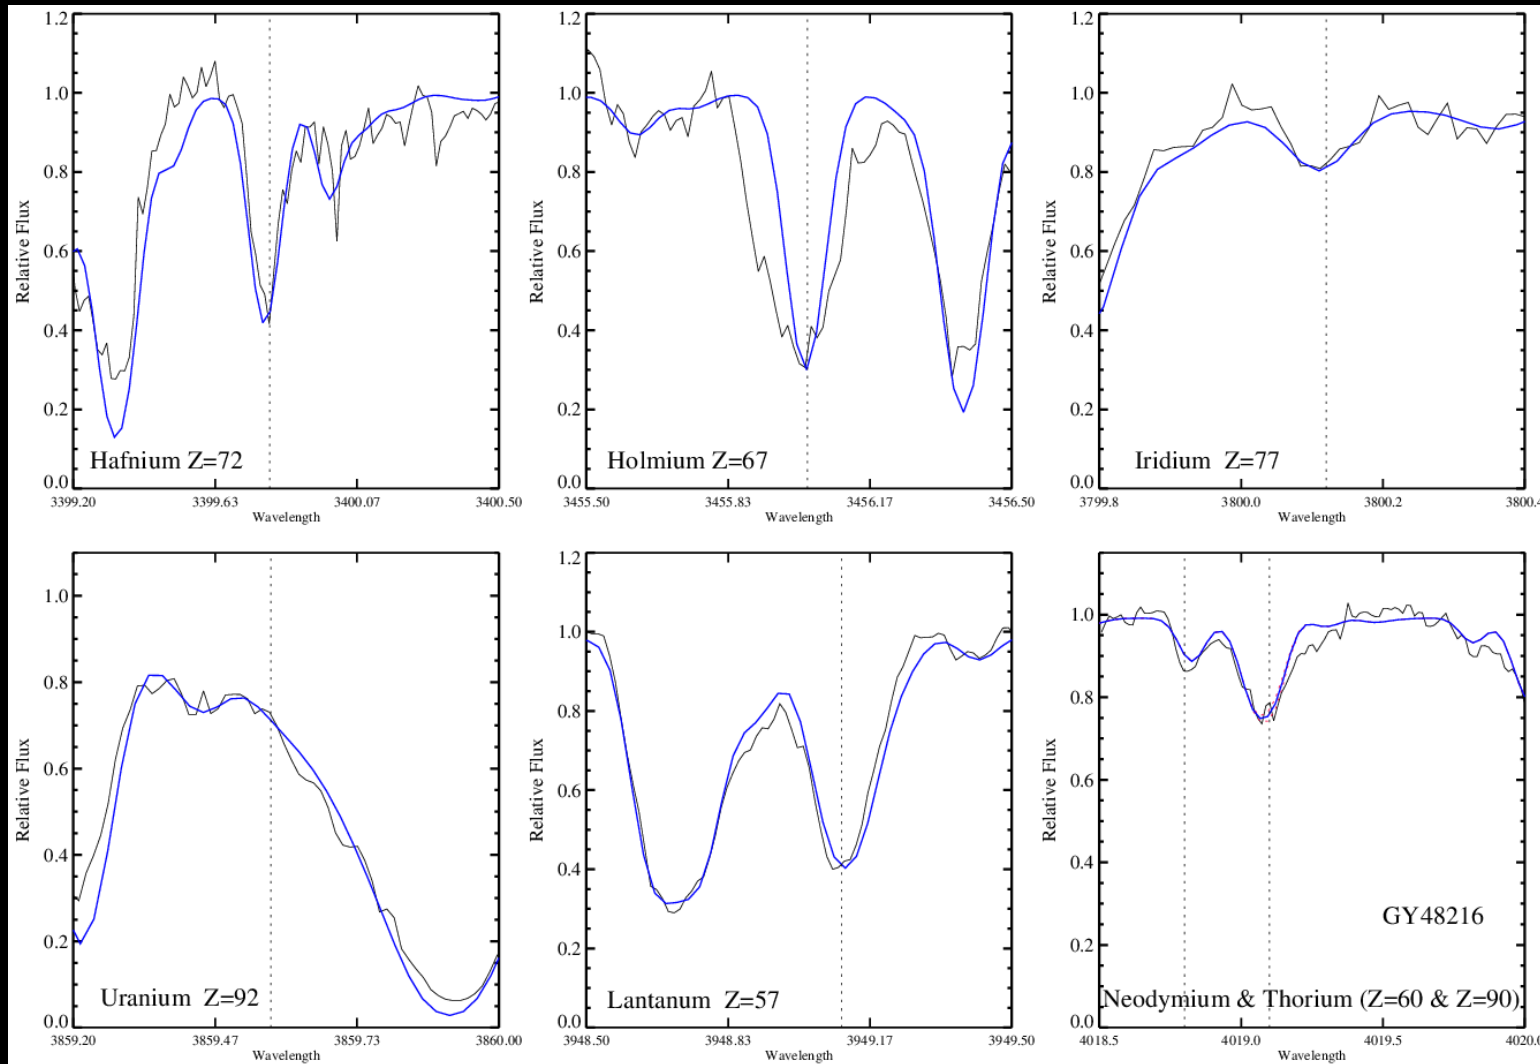 1.2
1.0
0.8
0.6
0.4
0.2
0.0
Relative Flux
Hafnium Z=72
3399.20 3399.63 3400.07 3400.50
Wavelength
1.2
1.0
0.8
0.6
0.4
0.2
0.0
Relative Flux
Holmium Z=67
3455.50 3455.83 3456.17 3456.50
Wavelength
1.2
1.0
0.8
0.6
0.4
0.2
0.0
Relative Flux
Iridium Z=77
3799.8 3800.0 3800.2 3800.4
Wavelength
1.0
0.8
0.6
0.4
0.2
0.0
Relative Flux
Uranium Z=92
3859.20 3859.47 3859.73 3860.00
Wavelength
1.2
1.0
0.8
0.6
0.4
0.2
0.0
Relative Flux
Lantanum Z=57
3948.50 3948.83 3949.17 3949.50
Wavelength
1.0
0.8
0.6
0.4
0.2
0.0
Relative Flux
GY48216
Neodymium & Thorium (Z=60 & Z=90)
4018.5 4019.0 4019.5 4020.0
Wavelength